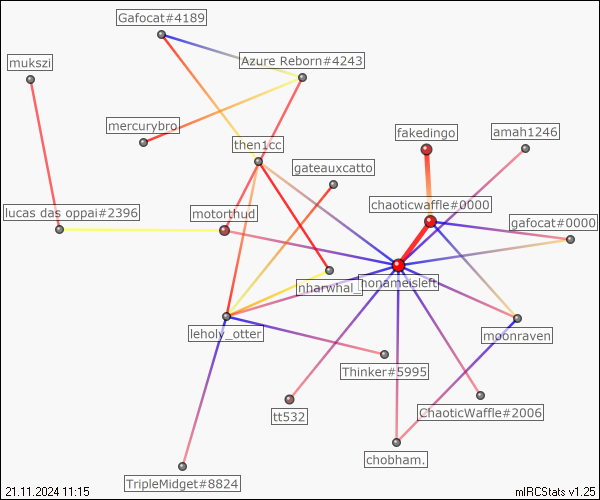 Gafocat#4189
Azure Reborn#4243
mukszi
mercurybro
fakedingo
amah1246
then1cc
gateauxcatto
chaoticwaffle#0000
lucas das oppai#2396
motorthud
gafocat#0000
nharwhal_
nonameisleft
leholy_otter
moonraven
Thinker#5995
tt532
ChaoticWaffle#2006
chobham.
TripleMidget#8824
21.11.2024 11:15
mIRCStats v1.25